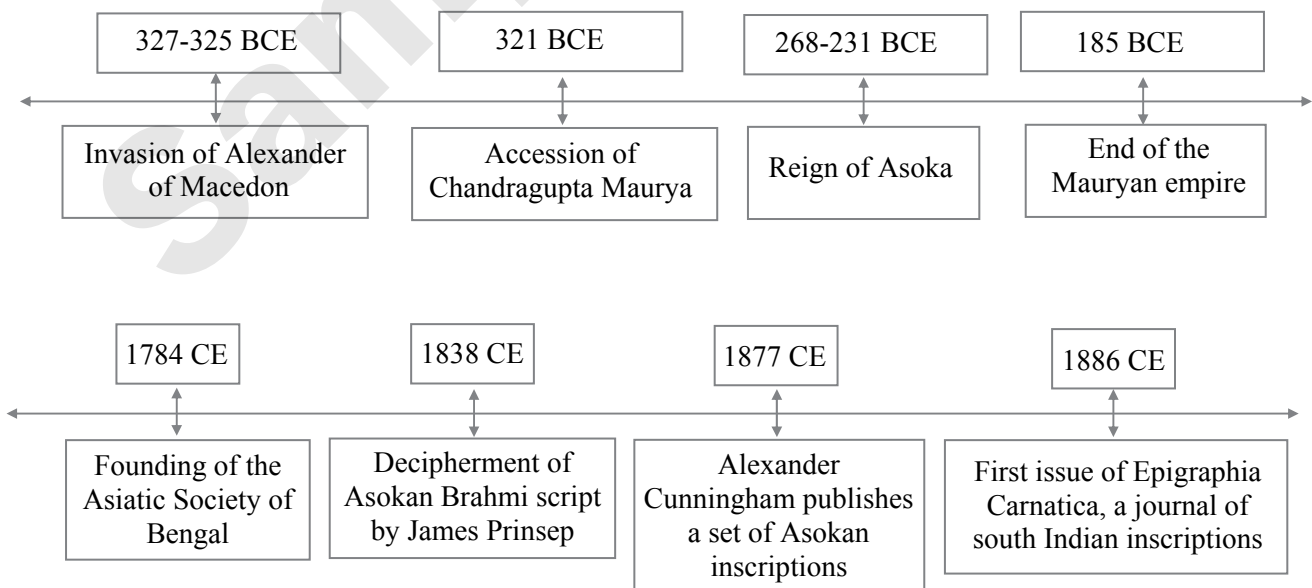 327-325 BCE
321 BCE
268-231 BCE
185 BCE
Invasion of Alexander
of Macedon
Accession of
Chandragupta Maurya
Reign of Asoka
End of the
Mauryan empire
1784 CE
1838 CE
1877 CE
1886 CE
Founding of the
Asiatic Society of
Bengal
Decipherment of
Asokan Brahmi script
by James Prinsep
Alexander
Cunningham publishes
a set of Asokan
inscriptions
First issue of Epigraphia
Carnatica, a journal of
south Indian inscriptions